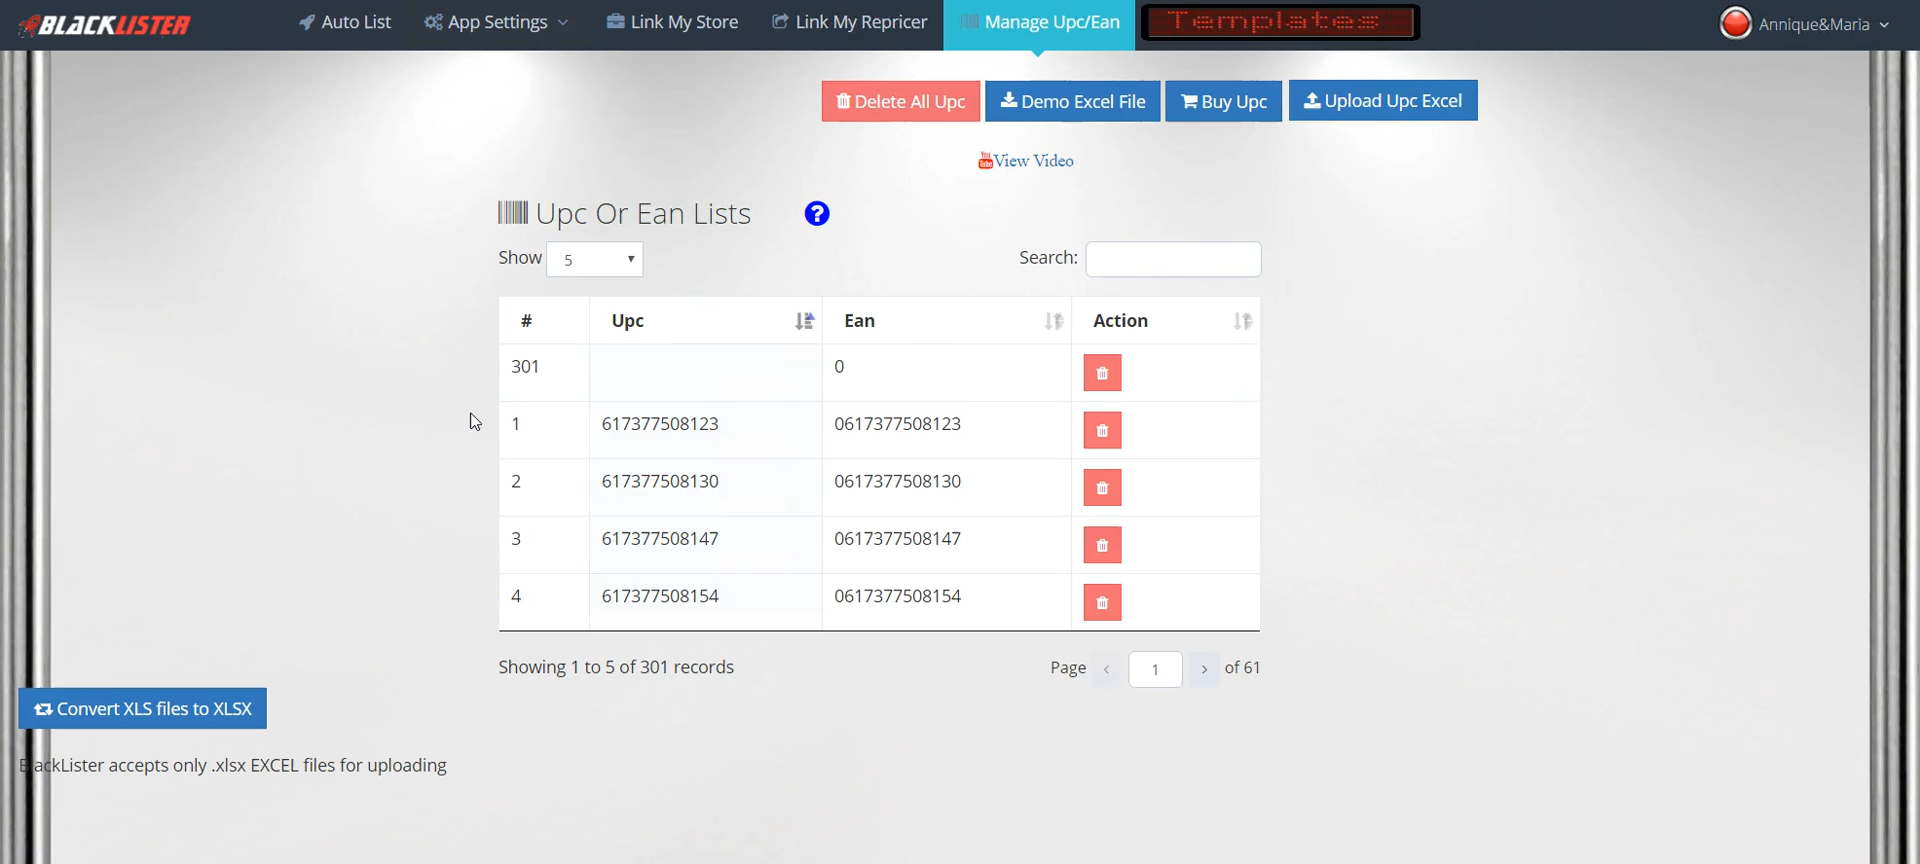 BLACKLISTER
Auto List
App Settings
Link My Store
Link My Repricer
Manage Upc/Ean
Templates
Annique&Maria
Delete All Upc
Demo Excel File
Buy Upc
Upload Upc Excel
You Tube View Video
Upc Or Ean Lists ?
Show 5
Search:
# Upc Ean Action
301 0
1 617377508123 0617377508123
2 617377508130 0617377508130
3 617377508147 0617377508147
4 617377508154 0617377508154
Showing 1 to 5 of 301 records
Page < 1 > of 61
Convert XLS files to XLSX
BlackLister accepts only .xlsx EXCEL files for uploading